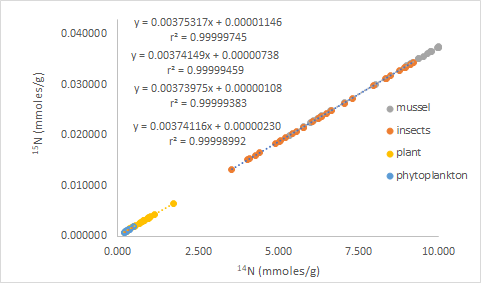 y = 0.00375317x + 0.00001146
r² = 0.99999745
y = 0.00374149x + 0.00000738
r² = 0.99999459
y = 0.00373975x + 0.00000108
r² = 0.99999383
y = 0.00374116x + 0.00000230
r² = 0.99998992
0.040000
0.030000
0.020000
0.010000
0.000000
¹⁵N (mmoles/g)
mussel
insects
plant
phytoplankton
0.000 2.500 5.000 7.500 10.000
¹⁴N (mmoles/g)